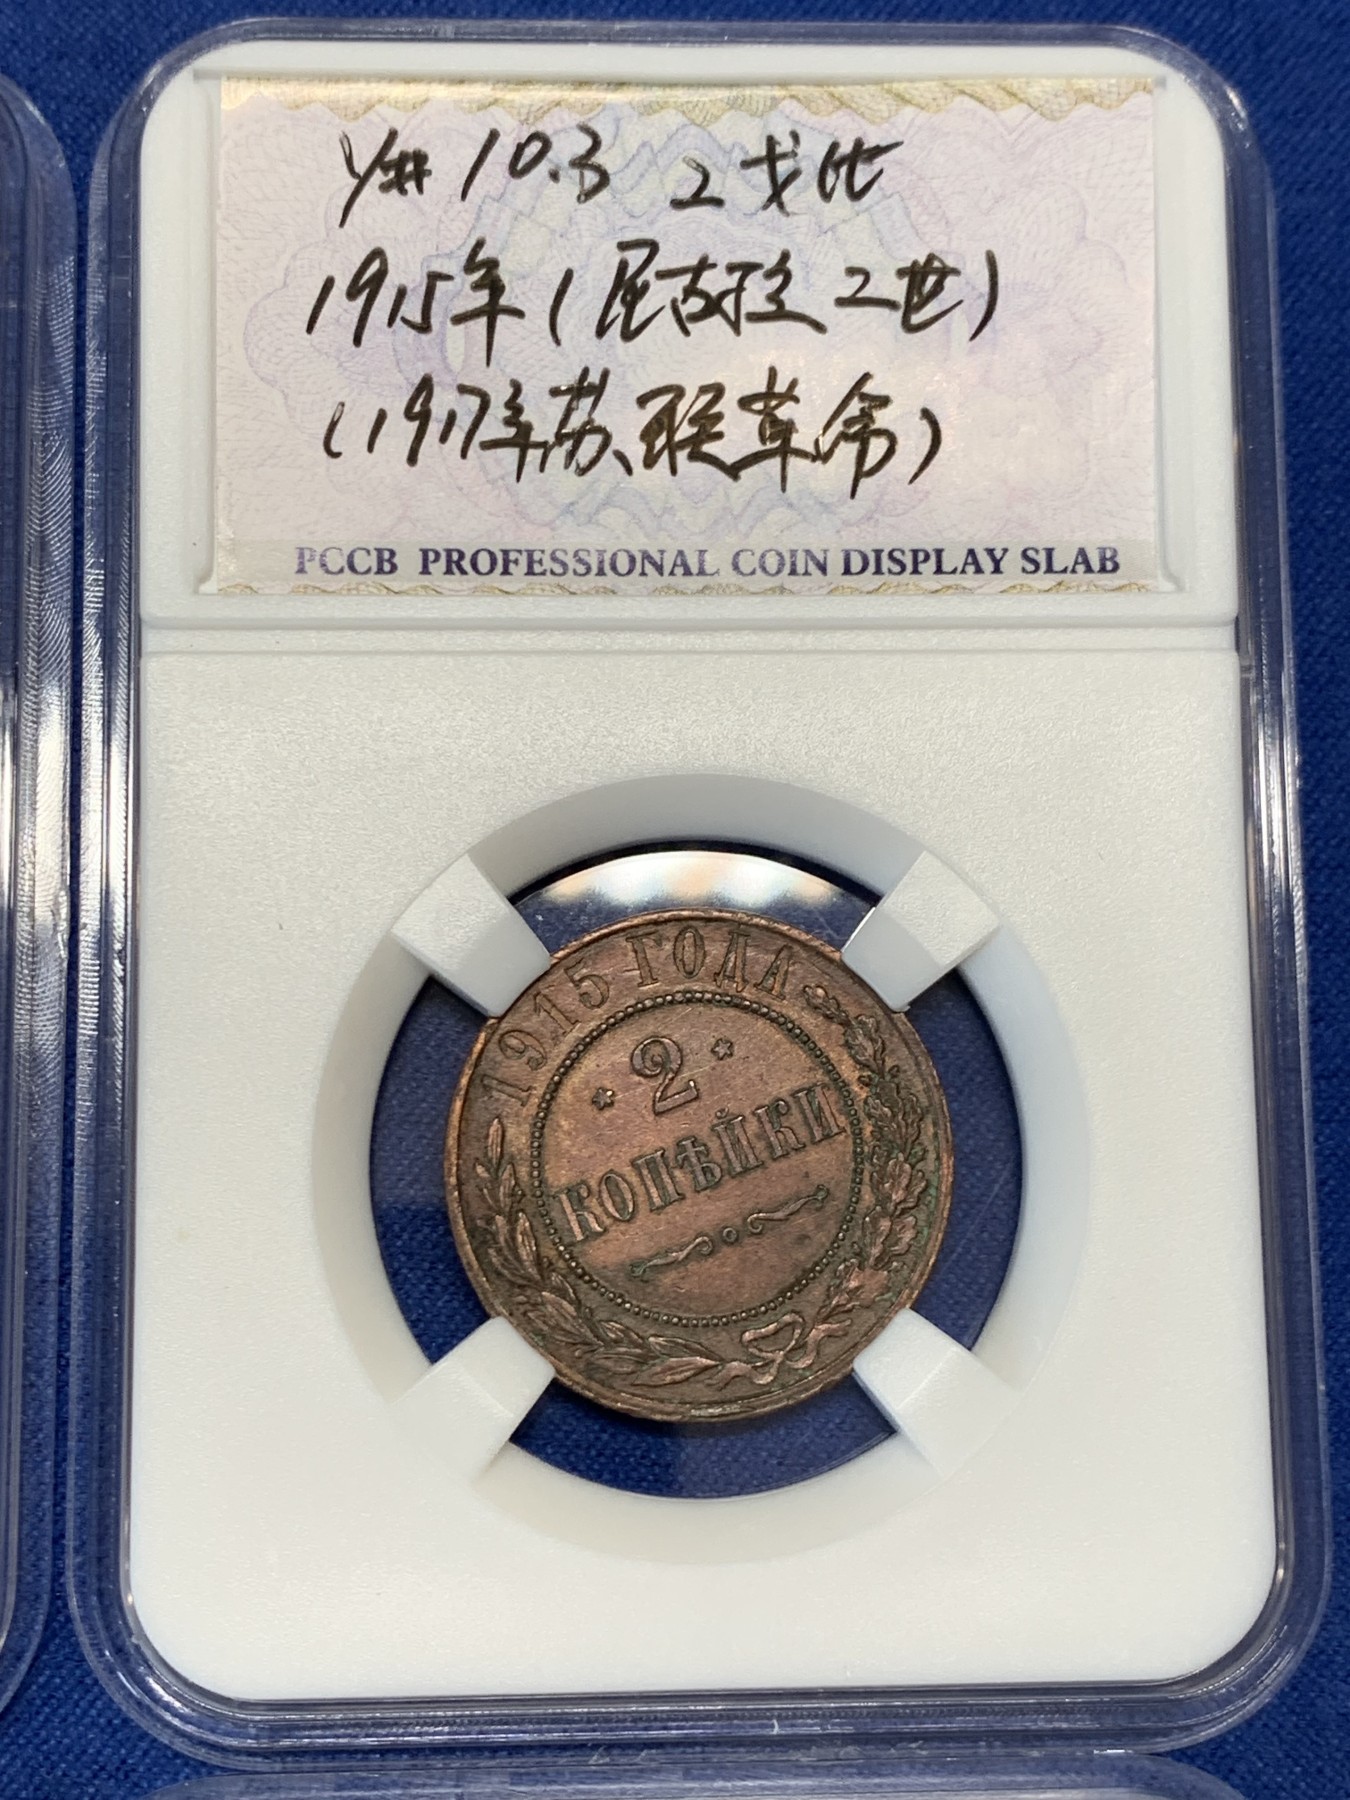 Y# 10.3 2戈比
1915年(尼古拉二世)
(1917年苏联革命)
PCCB PROFESSIONAL COIN DISPLAY SLAB
1915 ГОДА
2
КОПѢЙКИ